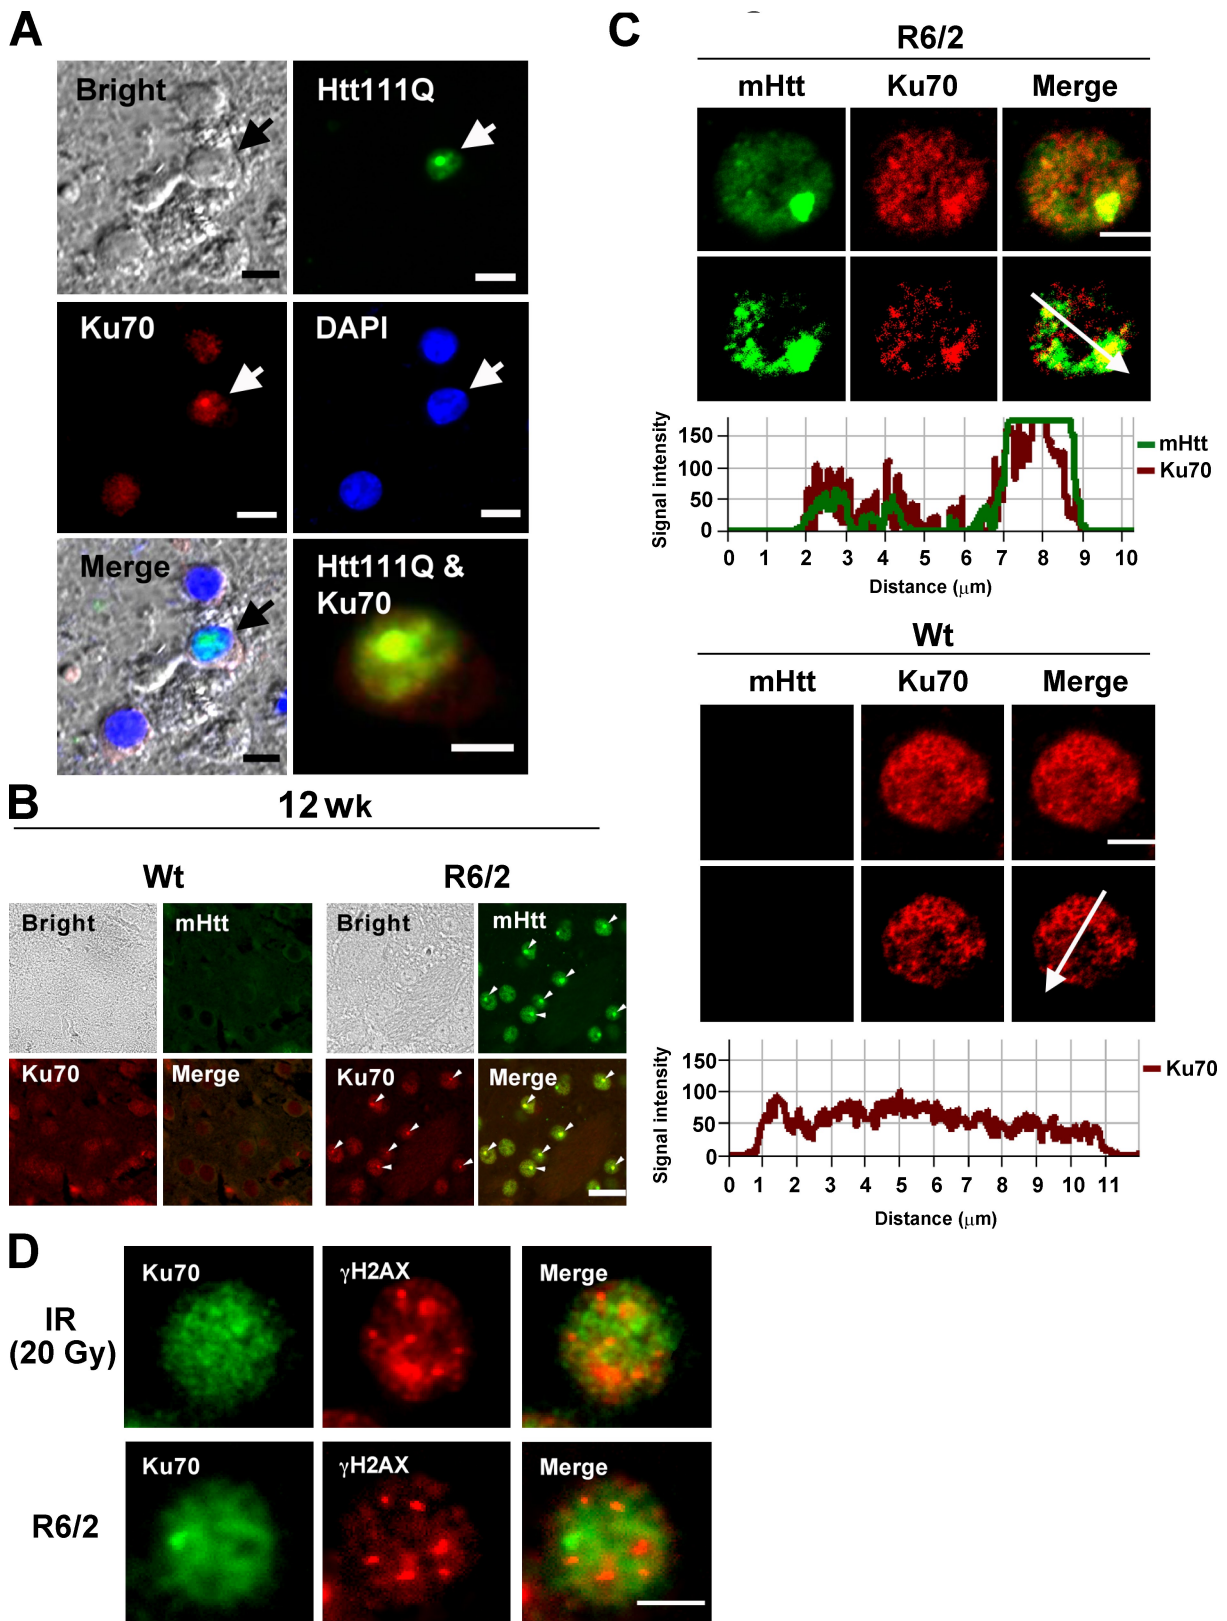 A
Bright
Htt111Q
Ku70
DAPI
Merge
Htt111Q &
Ku70
B
12 wk
Wt
R6/2
Bright
mHtt
Bright
mHtt
Ku70
Merge
Ku70
Merge
C
R6/2
mHtt
Ku70
Merge
Signal intensity
150
100
50
0
0 1 2 3 4 5 6 7 8 9 10
Distance (μm)
mHtt
Ku70
Wt
mHtt
Ku70
Merge
Signal intensity
150
100
50
0
0 1 2 3 4 5 6 7 8 9 10 11
Distance (μm)
Ku70
D
IR
(20 Gy)
Ku70
γH2AX
Merge
R6/2
Ku70
γH2AX
Merge